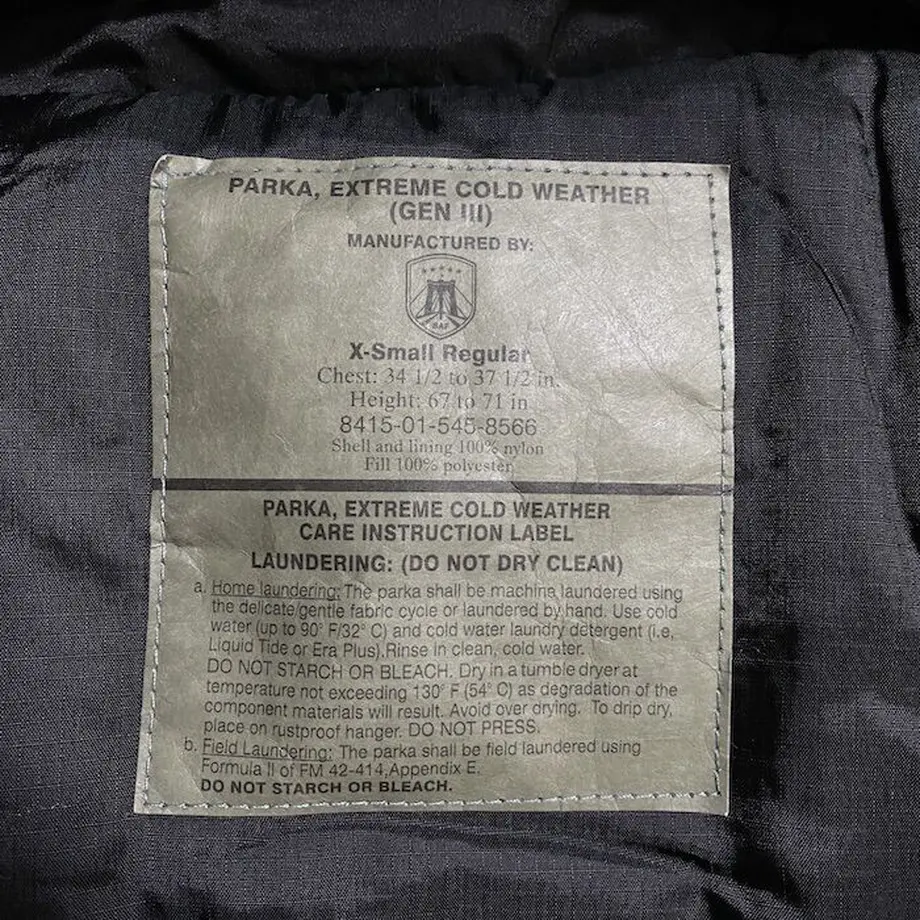 PARKA, EXTREME COLD WEATHER
(GEN III)
MANUFACTURED BY:
X-Small Regular
Chest: 34 1/2 to 37 1/2 in.
Height: 67 to 71 in
8415-01-545-8566
Shell and lining 100% nylon
Fill 100% polyester
PARKA, EXTREME COLD WEATHER
CARE INSTRUCTION LABEL
LAUNDERING: (DO NOT DRY CLEAN)
a. Home laundering: The parka shall be machine laundered using
the delicate/gentle fabric cycle or laundered by hand. Use cold
water (up to 90° F/32° C) and cold water laundry detergent (i.e,
Liquid Tide or Era Plus).Rinse in clean, cold water.
DO NOT STARCH OR BLEACH. Dry in a tumble dryer at
temperature not exceeding 130° F (54° C) as degradation of the
component materials will result. Avoid over drying. To drip dry,
place on rustproof hanger. DO NOT PRESS.
b. Field Laundering: The parka shall be field laundered using
Formula II of FM 42-414,Appendix E.
DO NOT STARCH OR BLEACH.